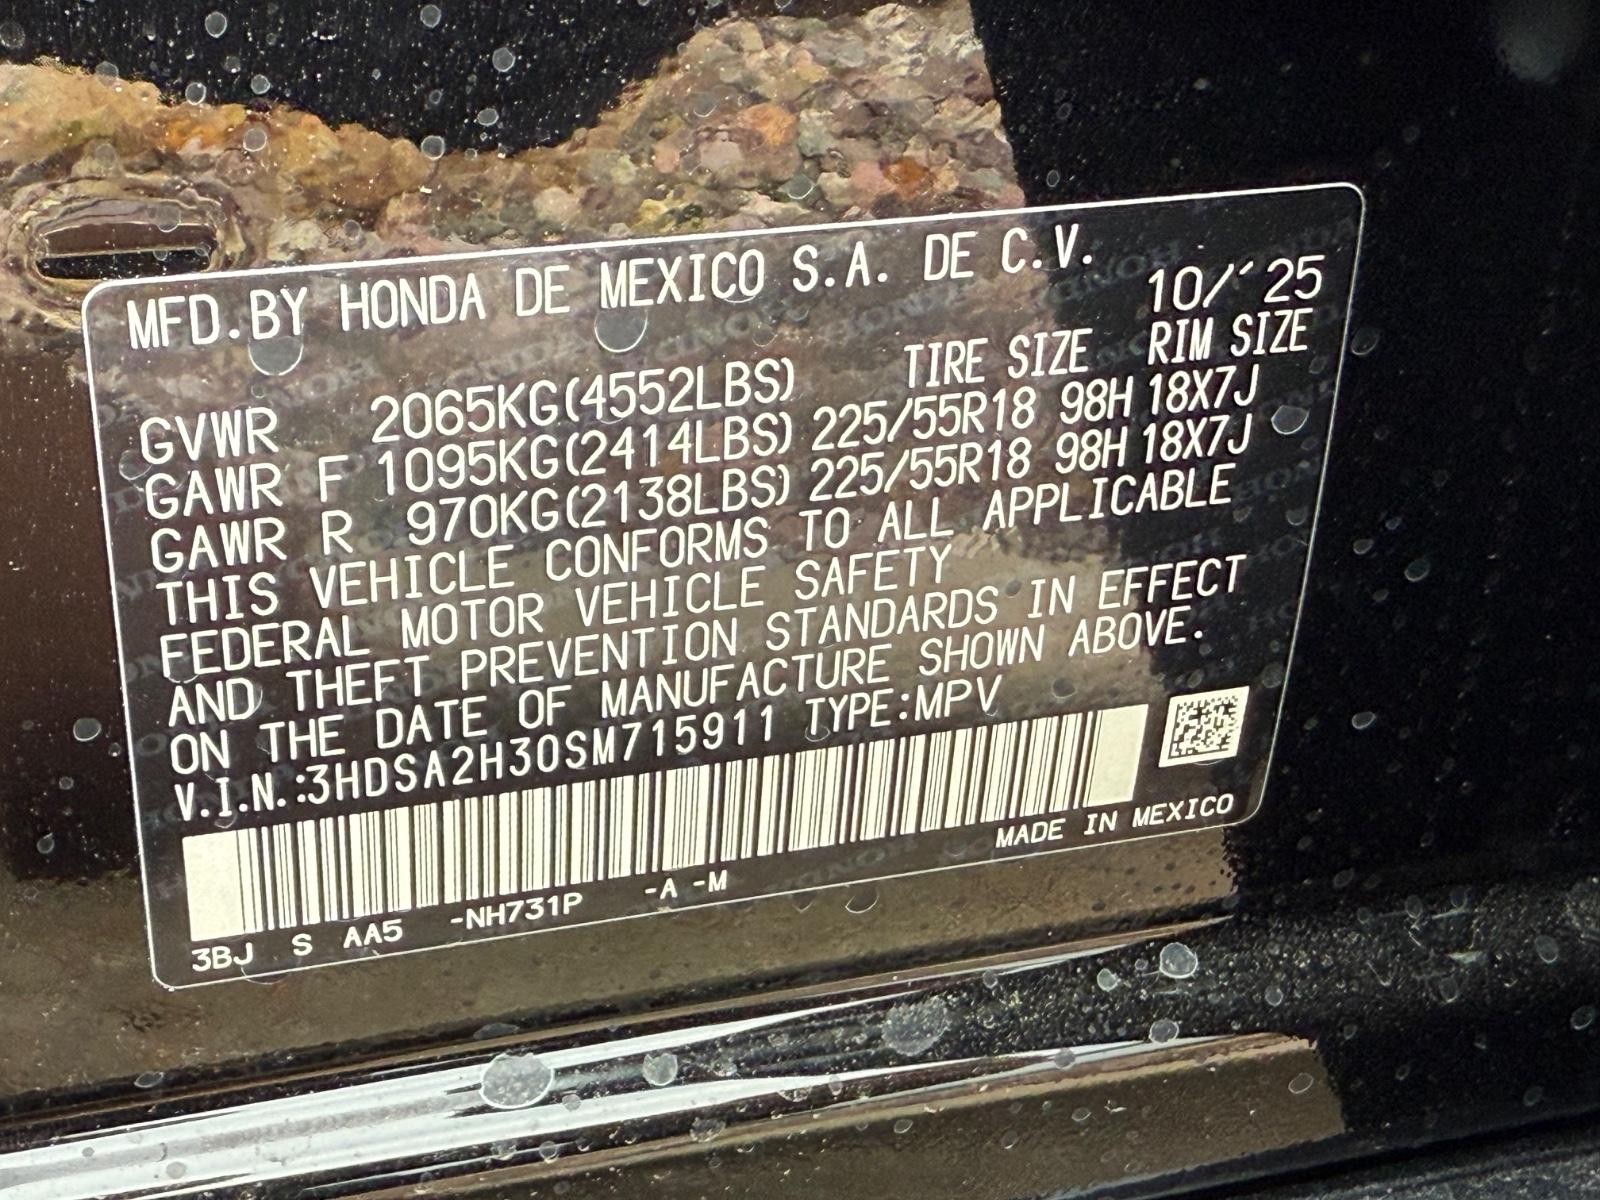 MFD.BY HONDA DE MEXICO S.A. DE C.V.
10/'25
TIRE SIZE RIM SIZE
GVWR 2065KG(4552LBS)
GAWR F 1095KG(2414LBS) 225/55R18 98H 18X7J
GAWR R 970KG(2138LBS) 225/55R18 98H 18X7J
THIS VEHICLE CONFORMS TO ALL APPLICABLE
FEDERAL MOTOR VEHICLE SAFETY
AND THEFT PREVENTION STANDARDS IN EFFECT
ON THE DATE OF MANUFACTURE SHOWN ABOVE.
V.I.N.:3HDSA2H30SM715911 TYPE:MPV
MADE IN MEXICO
3BJ S AA5 -NH731P -A -M